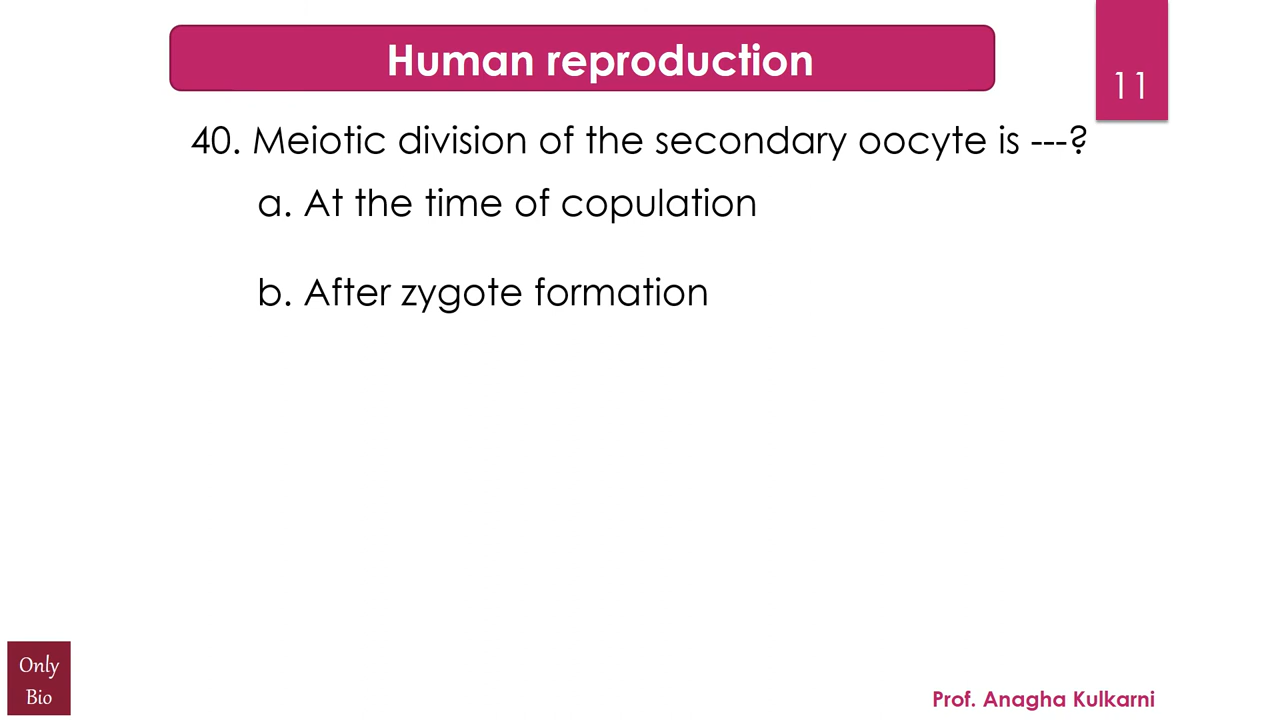 Human reproduction
11
40. Meiotic division of the secondary oocyte is ---?
a. At the time of copulation
b. After zygote formation
Only
Bio
Prof. Anagha Kulkarni